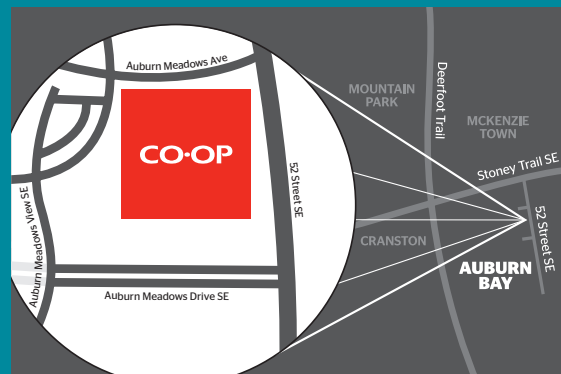 Auburn Meadows Ave
CO·OP
52 Street SE
Auburn Meadows View SE
Auburn Meadows Drive SE
MOUNTAIN
PARK
Deerfoot Trail
MCKENZIE
TOWN
Stoney Trail SE
52 Street SE
CRANSTON
AUBURN
BAY